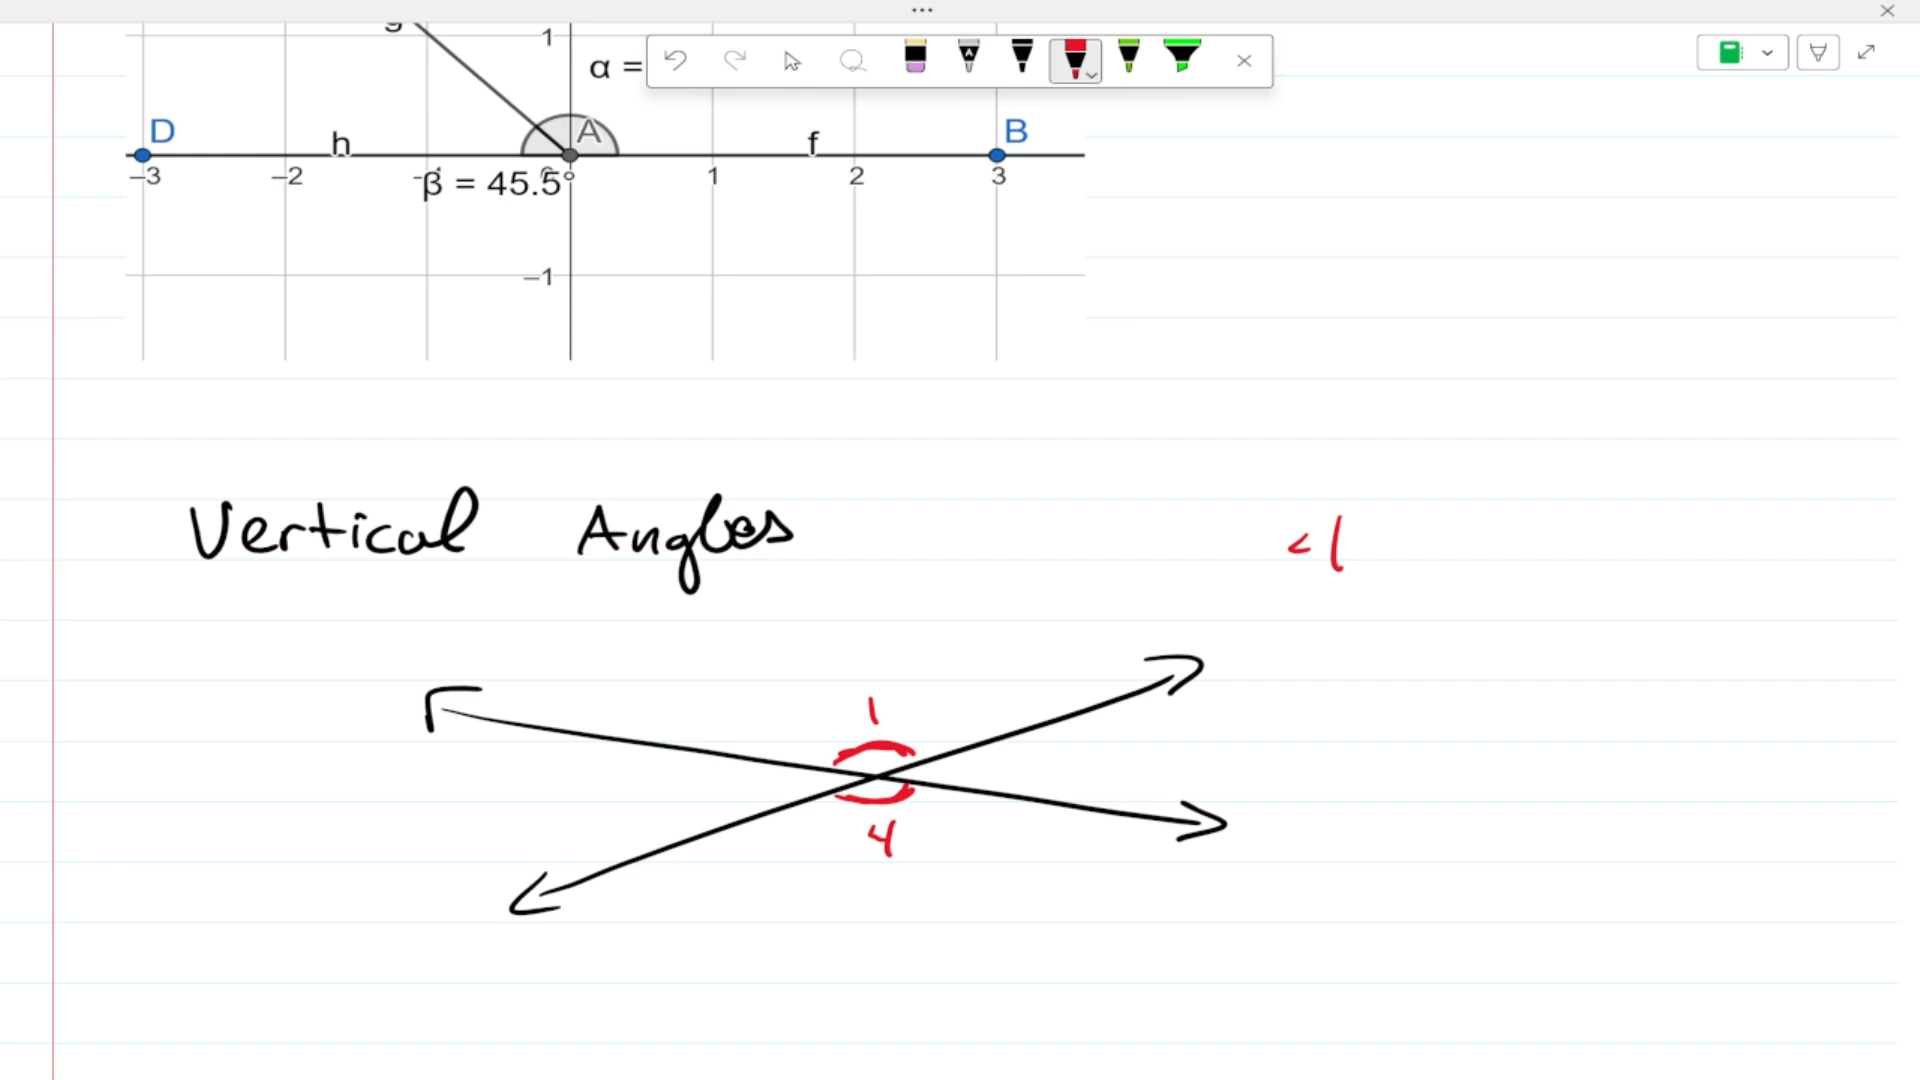 g
1
α =
D
h
A
f
B
–3
–2
β = 45.5°
1
2
3
–1
Vertical Angles
<1
1
4